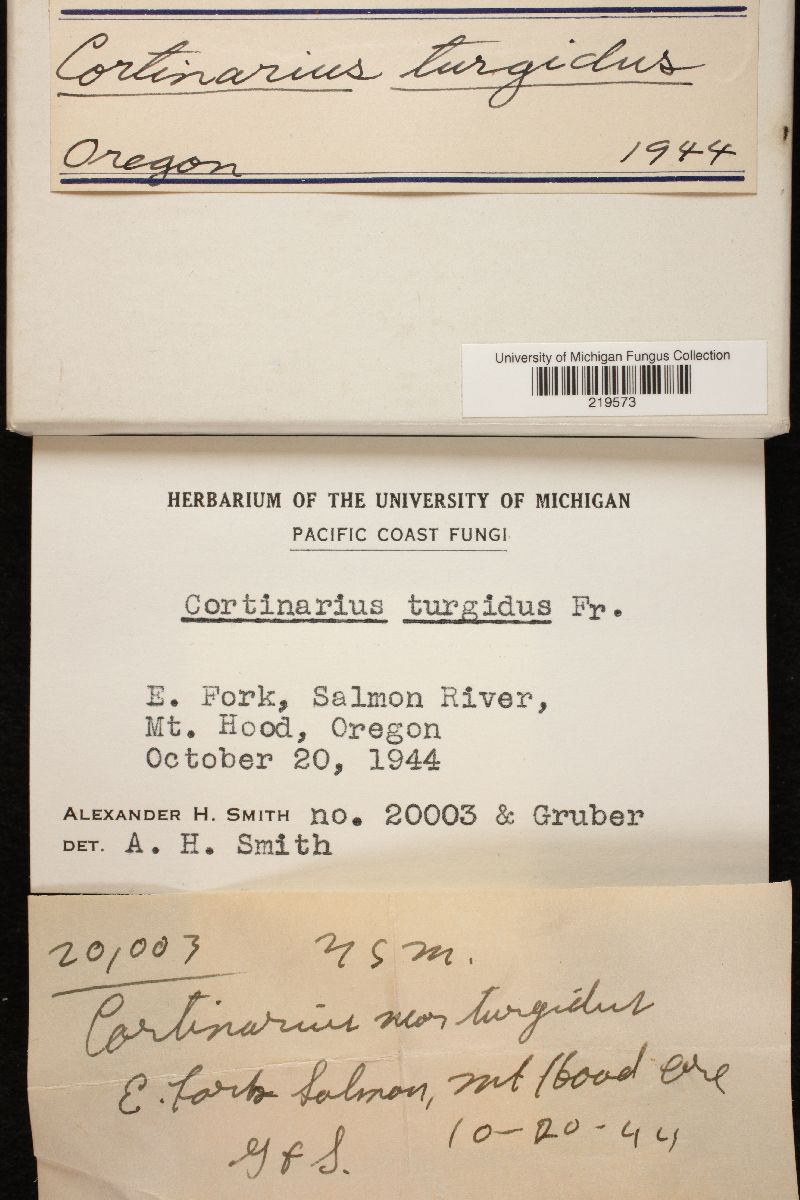 Cortinarius turgidus
Oregon 1944
University of Michigan Fungus Collection
219573
HERBARIUM OF THE UNIVERSITY OF MICHIGAN
PACIFIC COAST FUNGI
Cortinarius turgidus Fr.
E. Fork, Salmon River,
Mt. Hood, Oregon
October 20, 1944
ALEXANDER H. SMITH no. 20003 & Gruber
DET. A. H. Smith
20,003 M.
Cortinarius near turgidus
E. Fork Salmon, Mt Hood Ore
G & S. 10-20-44